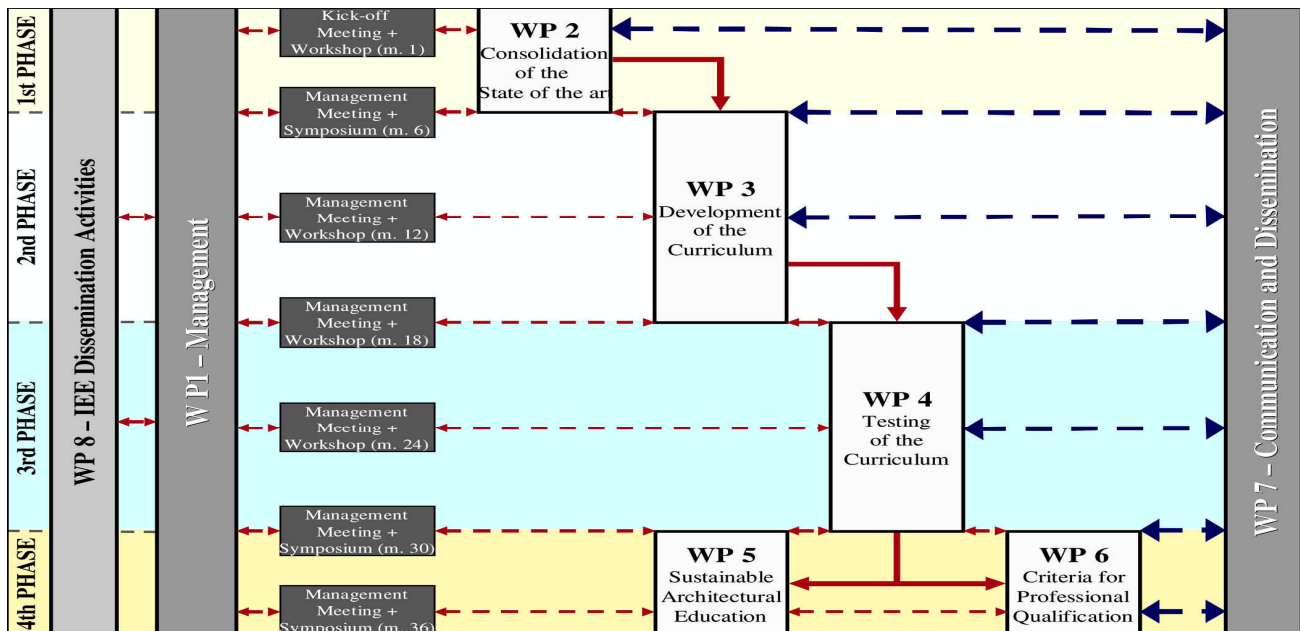 1st PHASE
2nd PHASE
3rd PHASE
4th PHASE
WP 8 – IEE Dissemination Activities
W P1 – Management
Kick-off
Meeting +
Workshop (m. 1)
Management
Meeting +
Symposium (m. 6)
Management
Meeting +
Workshop (m. 12)
Management
Meeting +
Workshop (m. 18)
Management
Meeting +
Workshop (m. 24)
Management
Meeting +
Symposium (m. 30)
Management
Meeting +
Symposium (m. 36)
WP 2
Consolidation
of the
State of the art
WP 3
Development
of the
Curriculum
WP 4
Testing
of the
Curriculum
WP 5
Sustainable
Architectural
Education
WP 6
Criteria for
Professional
Qualification
WP 7 – Communication and Dissemination